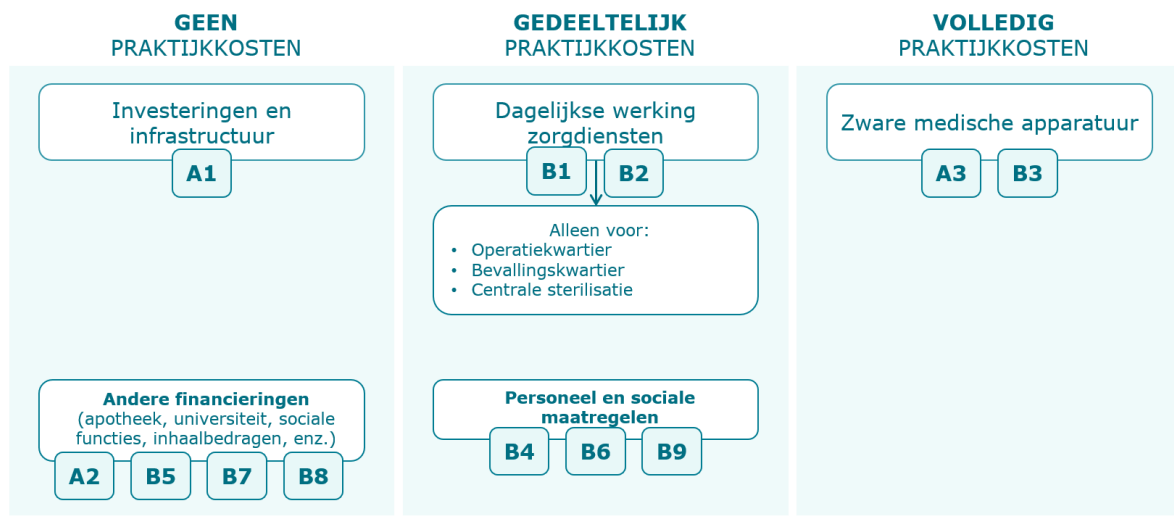 GEEN
PRAKTIJKKOSTEN
Investeringen en
infrastructuur
A1
Andere financieringen
(apotheek, universiteit, sociale
functies, inhaalbedragen, enz.)
A2 B5 B7 B8
GEDEELTELIJK
PRAKTIJKKOSTEN
Dagelijkse werking
zorgdiensten
B1 B2
Alleen voor:
• Operatiekwartier
• Bevallingskwartier
• Centrale sterilisatie
Personeel en sociale
maatregelen
B4 B6 B9
VOLLEDIG
PRAKTIJKKOSTEN
Zware medische apparatuur
A3 B3